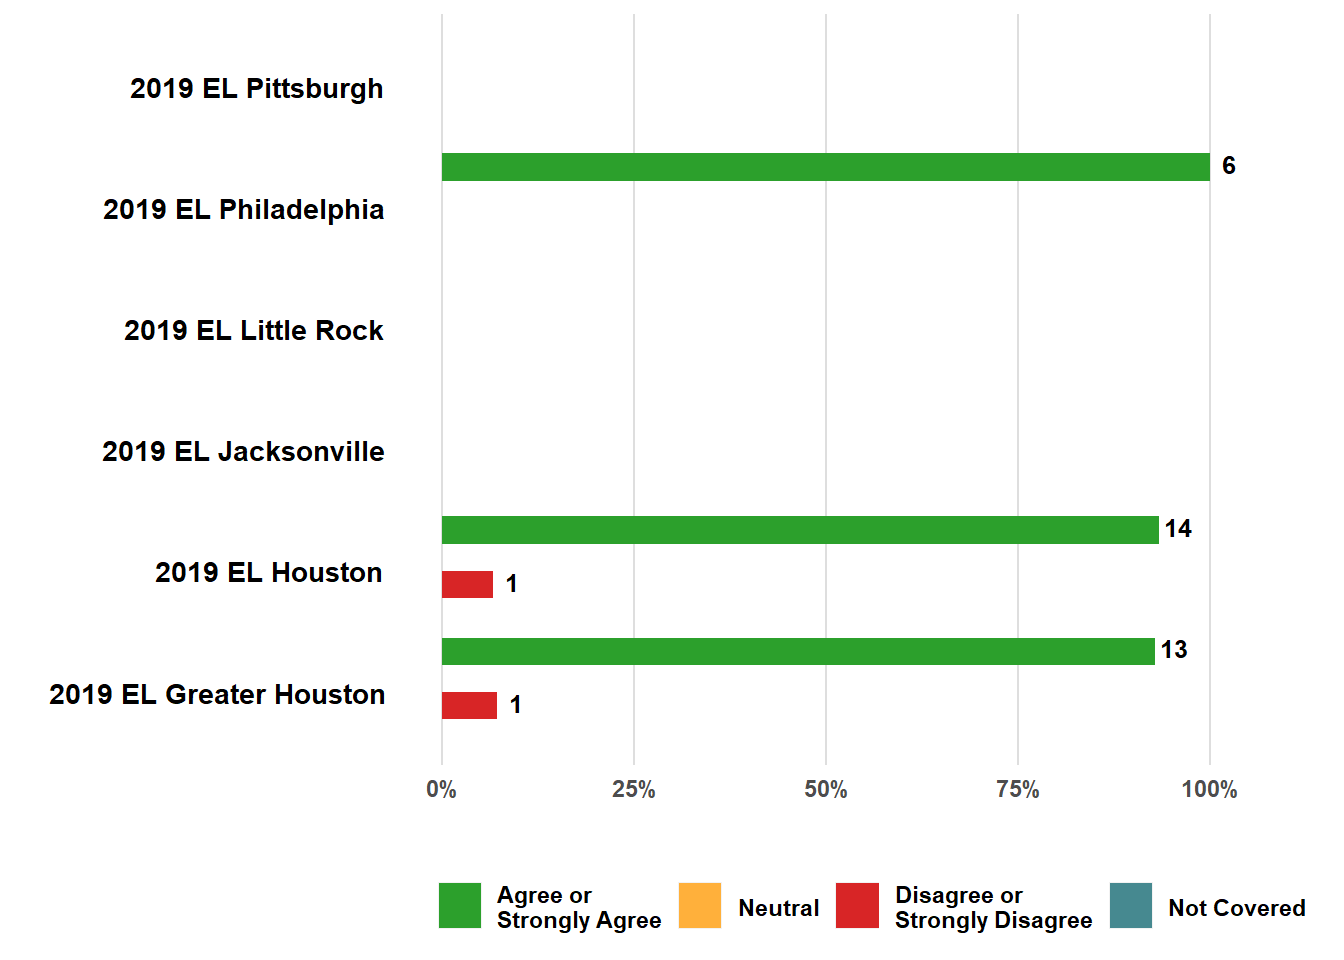 2019 EL Pittsburgh
6
2019 EL Philadelphia
2019 EL Little Rock
2019 EL Jacksonville
14
2019 EL Houston
1
13
2019 EL Greater Houston
1
0% 25% 50% 75% 100%
Agree or
Strongly Agree
Neutral
Disagree or
Strongly Disagree
Not Covered